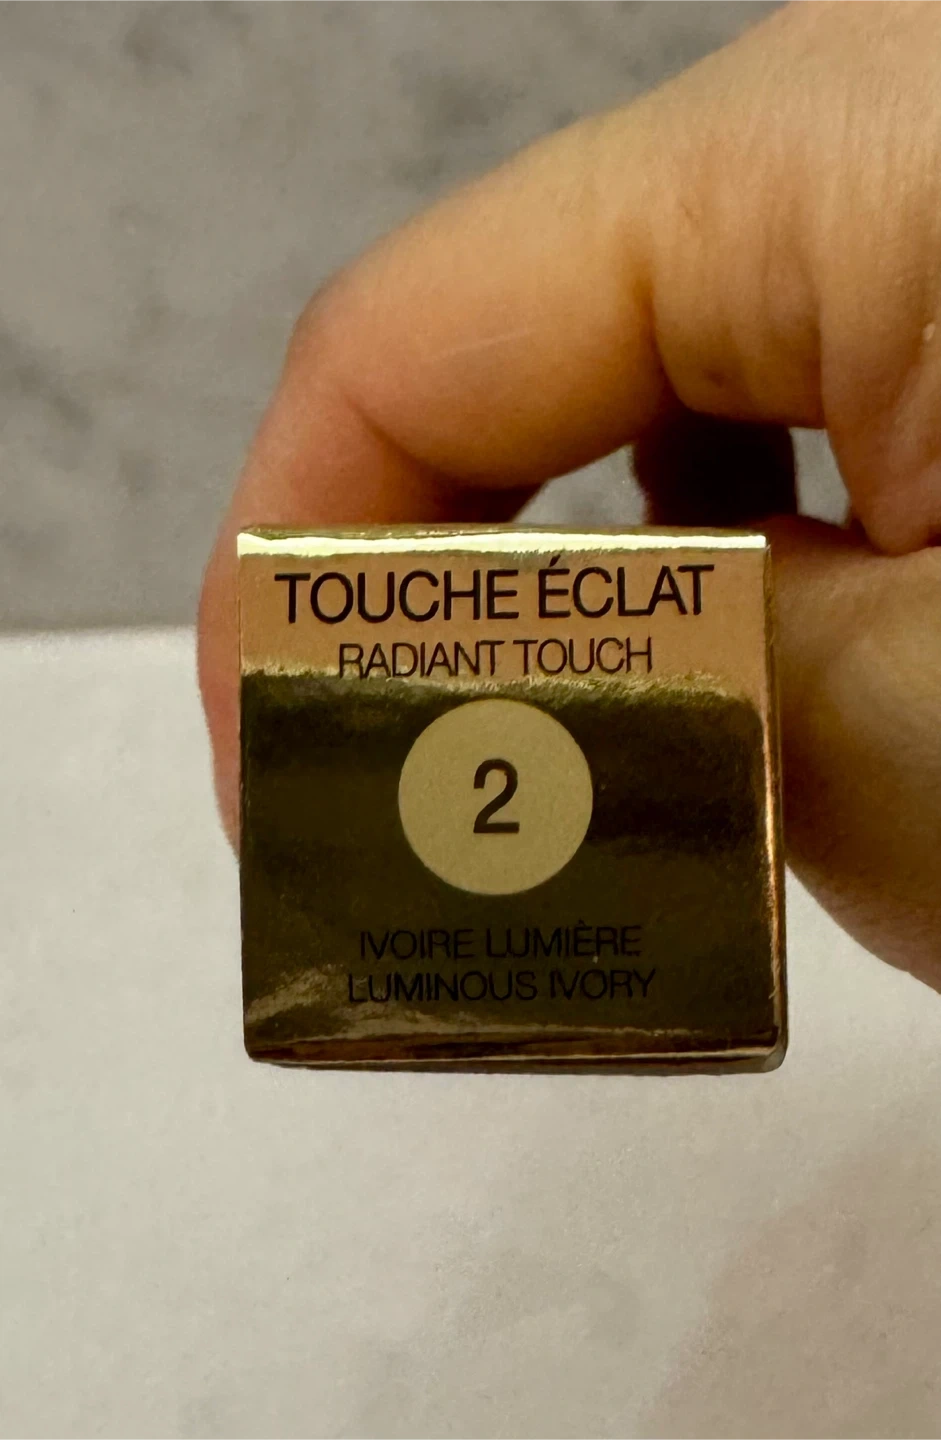 TOUCHE ÉCLAT
RADIANT TOUCH
2
IVOIRE LUMIÈRE
LUMINOUS IVORY